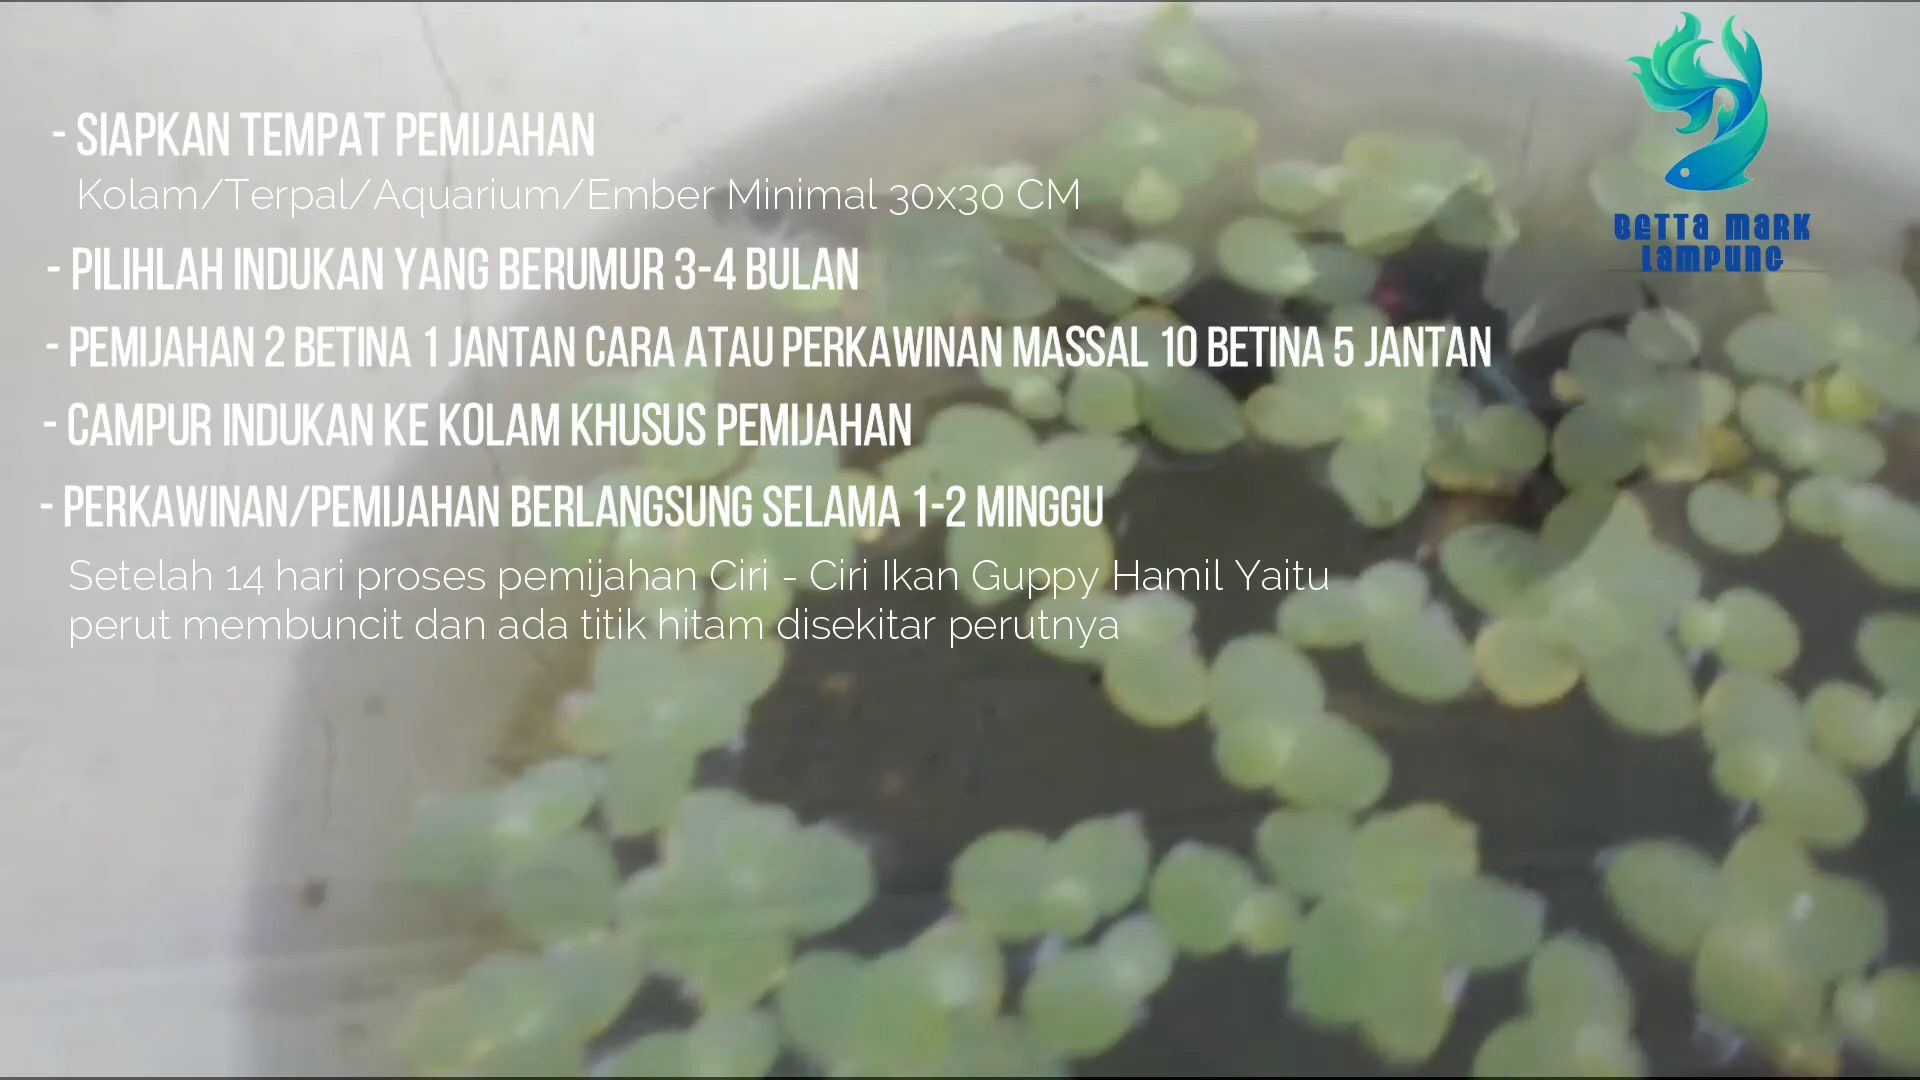 - SIAPKAN TEMPAT PEMIJAHAN
Kolam/Terpal/Aquarium/Ember Minimal 30x30 CM
- PILIHLAH INDUKAN YANG BERUMUR 3-4 BULAN
- PEMIJAHAN 2 BETINA 1 JANTAN CARA ATAU PERKAWINAN MASSAL 10 BETINA 5 JANTAN
- CAMPUR INDUKAN KE KOLAM KHUSUS PEMIJAHAN
- PERKAWINAN/PEMIJAHAN BERLANGSUNG SELAMA 1-2 MINGGU
Setelah 14 hari proses pemijahan Ciri - Ciri Ikan Guppy Hamil Yaitu
perut membuncit dan ada titik hitam disekitar perutnya
BETTA MARK
LAMPUNG